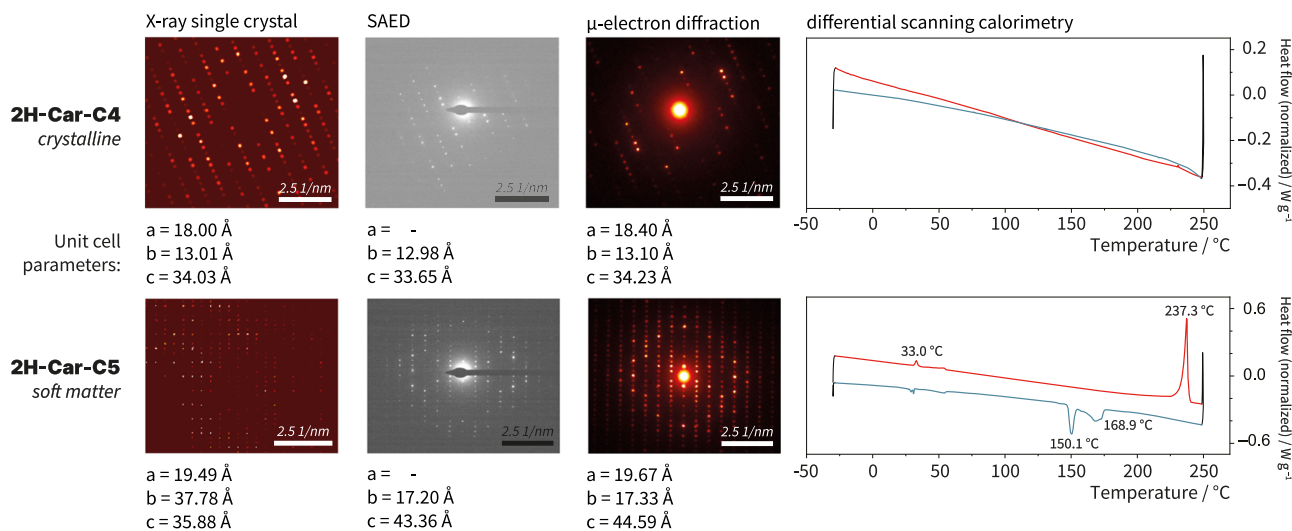 X-ray single crystal
SAED
µ-electron diffraction
differential scanning calorimetry
2H-Car-C4
crystalline
2.5 1/nm
2.5 1/nm
2.5 1/nm
0.2
0.0
−0.2
−0.4
Heat flow (normalized) / W g⁻¹
-50
0
50
100
150
200
250
Temperature / °C
Unit cell
parameters:
a = 18.00 Å
b = 13.01 Å
c = 34.03 Å
a = -
b = 12.98 Å
c = 33.65 Å
a = 18.40 Å
b = 13.10 Å
c = 34.23 Å
2H-Car-C5
soft matter
2.5 1/nm
2.5 1/nm
2.5 1/nm
33.0 °C
237.3 °C
150.1 °C
168.9 °C
0.6
0.0
−0.6
Heat flow (normalized) / W g⁻¹
-50
0
50
100
150
200
250
Temperature / °C
a = 19.49 Å
b = 37.78 Å
c = 35.88 Å
a = -
b = 17.20 Å
c = 43.36 Å
a = 19.67 Å
b = 17.33 Å
c = 44.59 Å